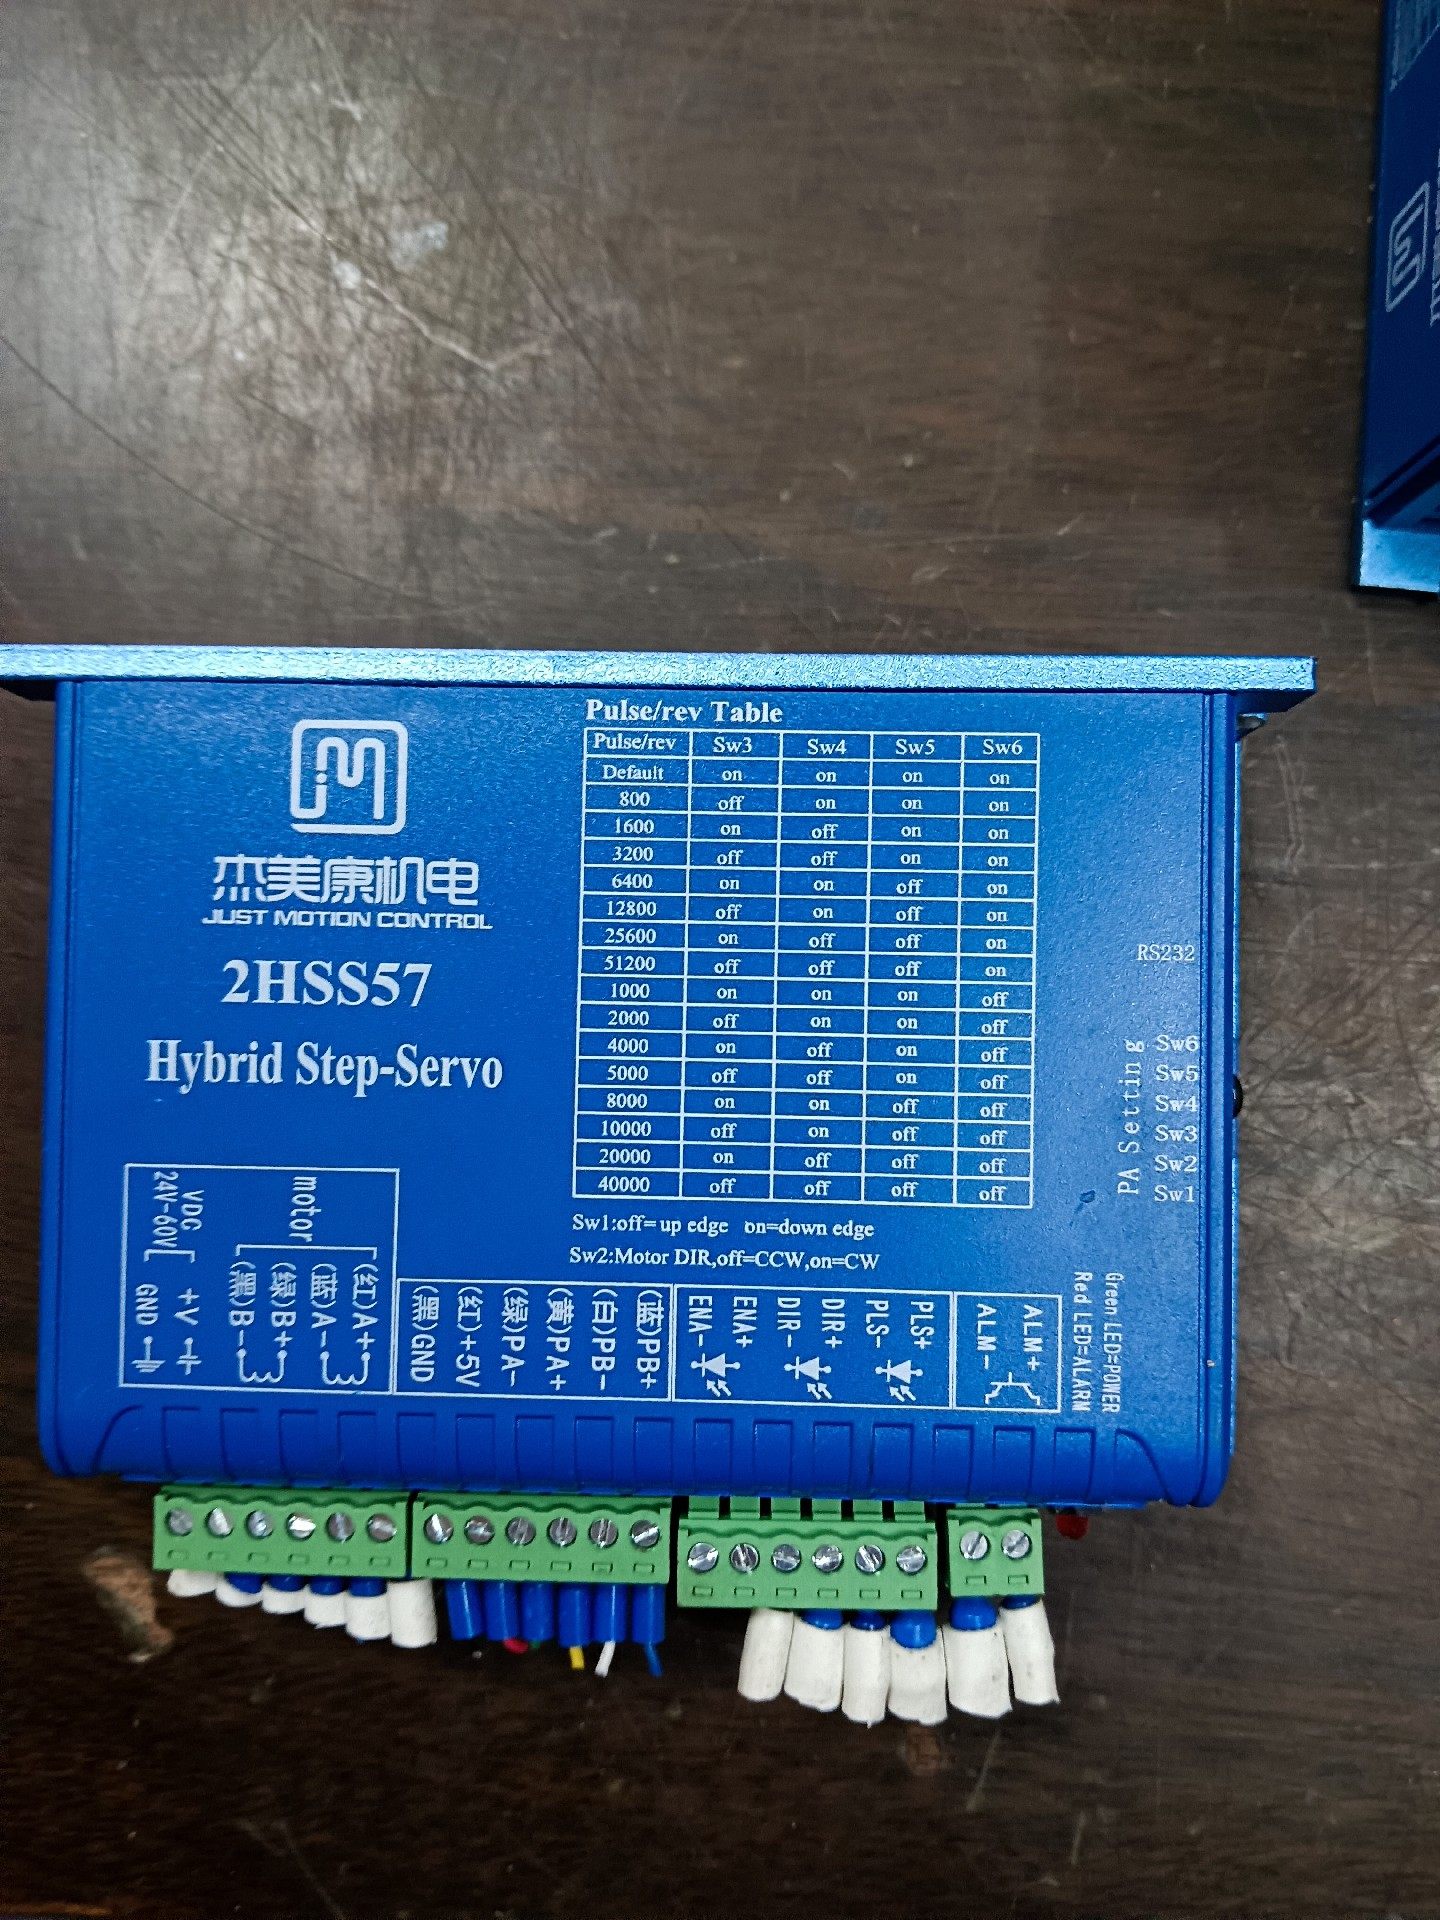 杰美康机电
JUST MOTION CONTROL
2HSS57
Hybrid Step-Servo
Pulse/rev Table
Pulse/rev Sw3 Sw4 Sw5 Sw6
Default on on on on
800 off on on on
1600 on off on on
3200 off off on on
6400 on on off on
12800 off on off on
25600 on off off on
51200 off off off on
1000 on on on off
2000 off on on off
4000 on off on off
5000 off off on off
8000 on on off off
10000 off on off off
20000 on off off off
40000 off off off off
Sw1:off=up edge on=down edge
Sw2:Motor DIR,off=CCW,on=CW
RS232
PA Setting
Sw6
Sw5
Sw4
Sw3
Sw2
Sw1
VDC
24V-60V
motor
GND
+V
(黑)B-
(绿)B+
(蓝)A-
(红)A+
(黑)GND
(红)+5V
(绿)PA-
(黄)PA+
(白)PB-
(蓝)PB+
ENA-
ENA+
DIR-
DIR+
PLS-
PLS+
ALM-
ALM+
Green LED=POWER
Red LED=ALARM